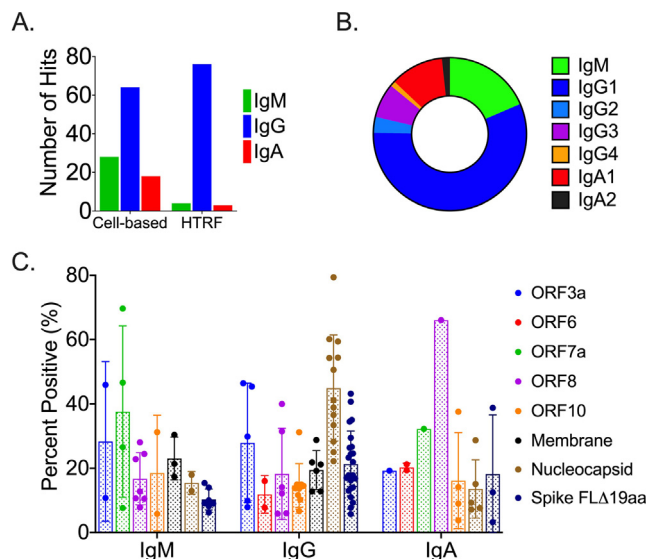 A.
Number of Hits
80
60
40
20
0
Cell-based
HTRF
IgM
IgG
IgA
B.
IgM
IgG1
IgG2
IgG3
IgG4
IgA1
IgA2
C.
Percent Positive (%)
80
60
40
20
0
IgM
IgG
IgA
ORF3a
ORF6
ORF7a
ORF8
ORF10
Membrane
Nucleocapsid
Spike FLΔ19aa